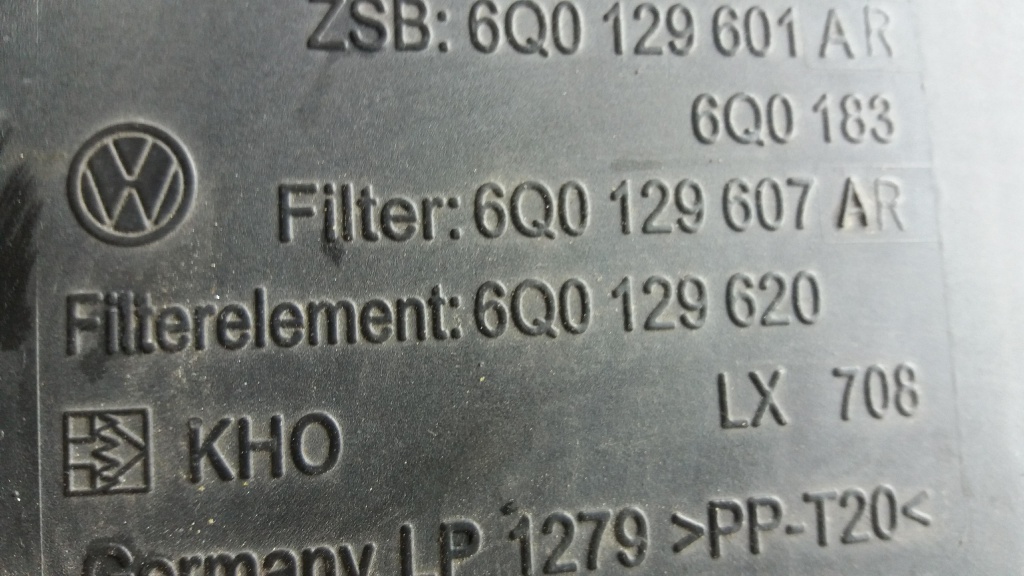 ZSB: 6Q0 129 601 AR
6Q0 183
Filter: 6Q0 129 607 AR
Filterelement: 6Q0 129 620
LX 708
KHO
Germany LP 1279 >PP-T20<